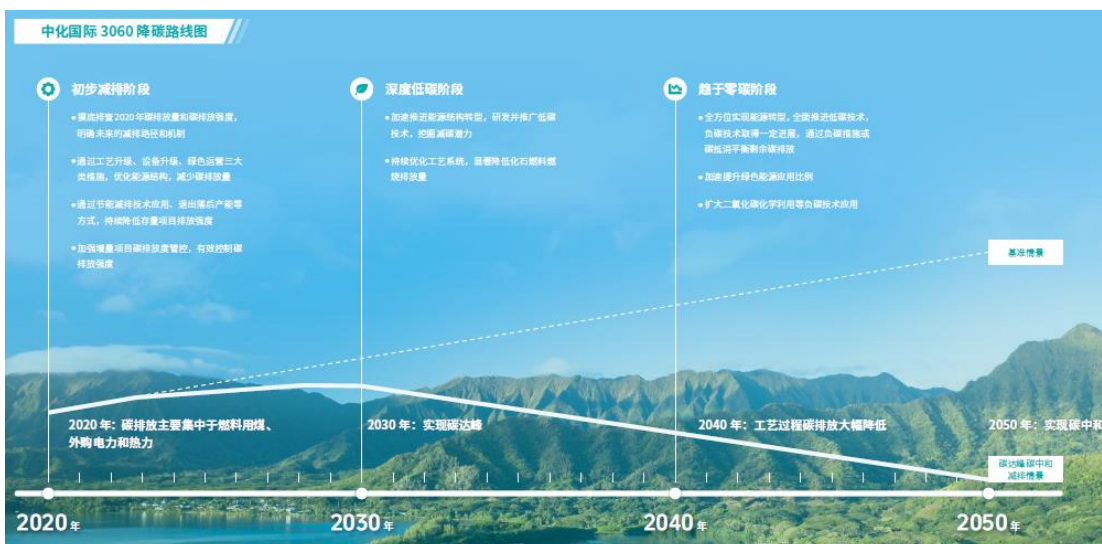 中化国际 3060 降碳路线图
初步减排阶段
• 摸底排查2020年碳排放量和碳排放强度，
明确未来的减排路径和机制
• 通过工艺升级、设备升级、绿色运营三大
类措施，优化能源结构，减少碳排放量
• 通过节能减排技术应用、退出落后产能等
方式，持续降低存量项目排放强度
• 加强增量项目碳排放度管控，有效控制碳
排放强度
深度低碳阶段
• 加速推进能源结构转型，研发并推广低碳
技术，挖掘减碳潜力
• 持续优化工艺系统，显著降低化石燃料燃
烧排放量
趋于零碳阶段
• 全方位实现能源转型，全面推进低碳技术，
负碳技术取得一定进展，通过负碳措施或
碳抵消平衡剩余碳排放
• 加速提升绿色能源应用比例
• 扩大二氧化碳化学利用等负碳技术应用
基准情景
2020 年：碳排放主要集中于燃料用煤、
外购电力和热力
2030 年：实现碳达峰
2040 年：工艺过程碳排放大幅降低
2050 年：实现碳中和
碳达峰碳中和
减排情景
2020 年
2030 年
2040 年
2050 年